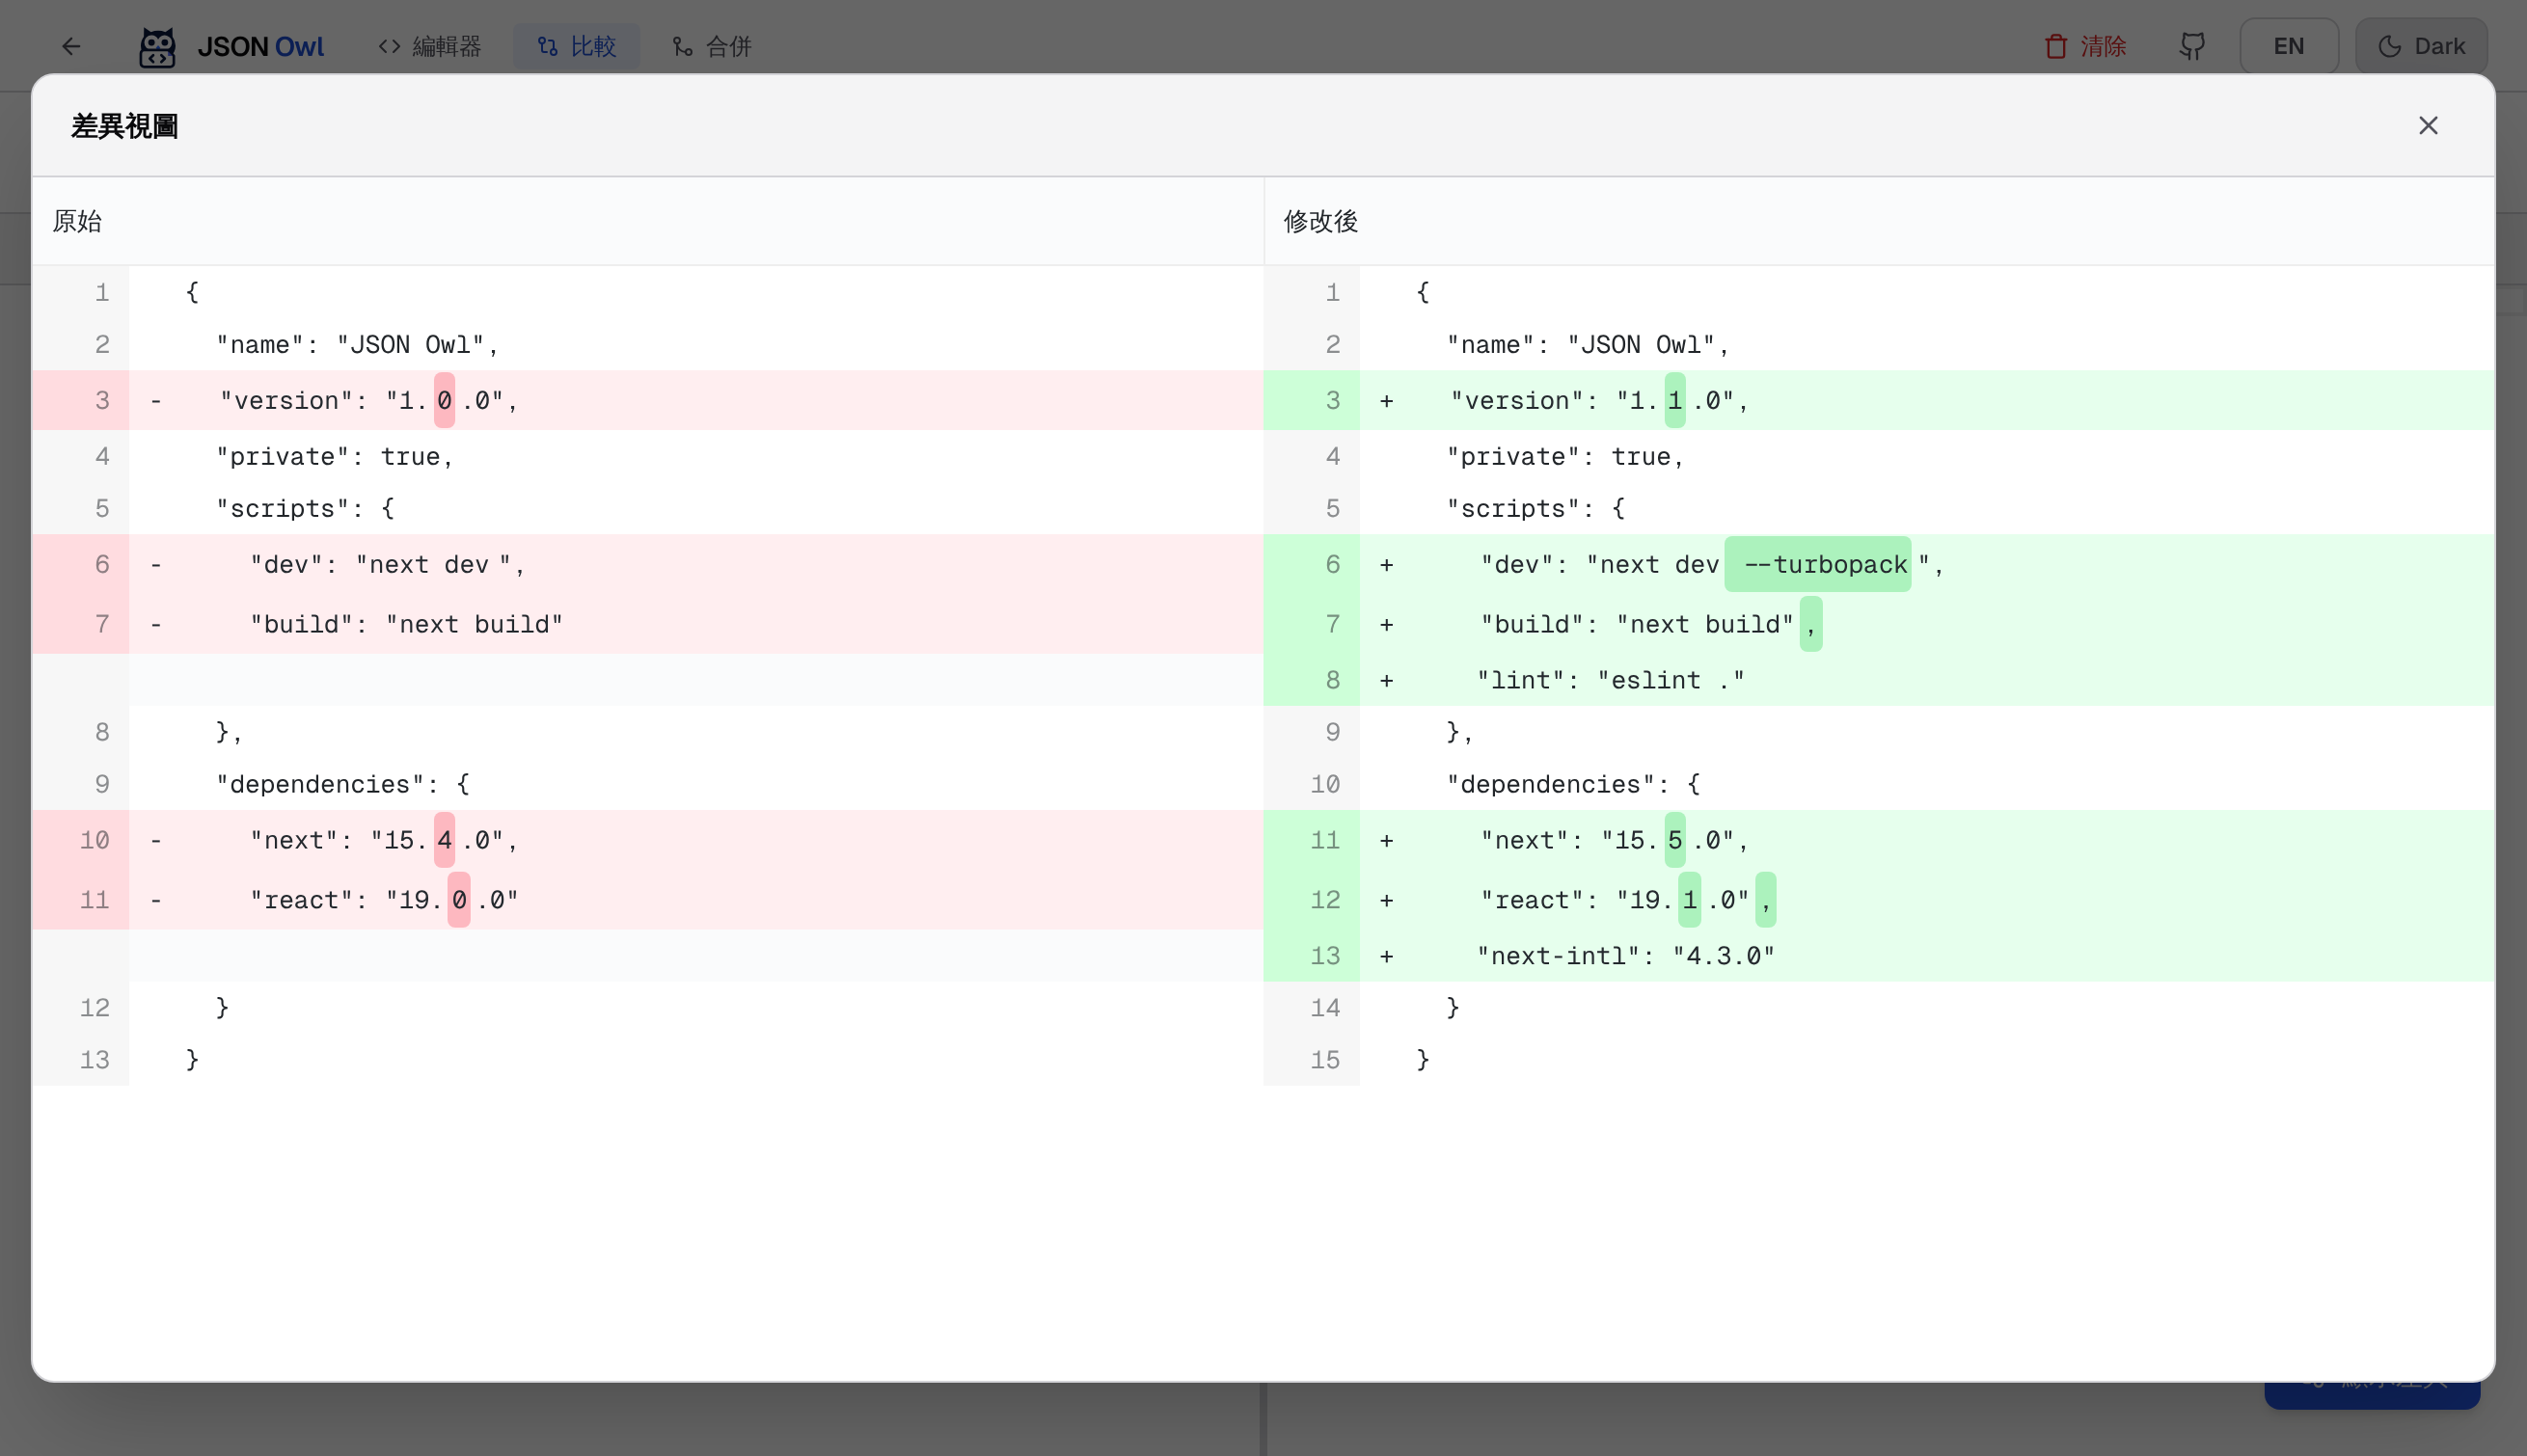 JSON Owl 編輯器 比較 合併 清除 EN Dark
差異視圖
原始
1 {
2 "name": "JSON Owl",
3 - "version": "1.0.0",
4 "private": true,
5 "scripts": {
6 - "dev": "next dev",
7 - "build": "next build"
8 },
9 "dependencies": {
10 - "next": "15.4.0",
11 - "react": "19.0.0"
12 }
13 }
修改後
1 {
2 "name": "JSON Owl",
3 + "version": "1.1.0",
4 "private": true,
5 "scripts": {
6 + "dev": "next dev --turbopack",
7 + "build": "next build",
8 + "lint": "eslint ."
9 },
10 "dependencies": {
11 + "next": "15.5.0",
12 + "react": "19.1.0",
13 + "next-intl": "4.3.0"
14 }
15 }